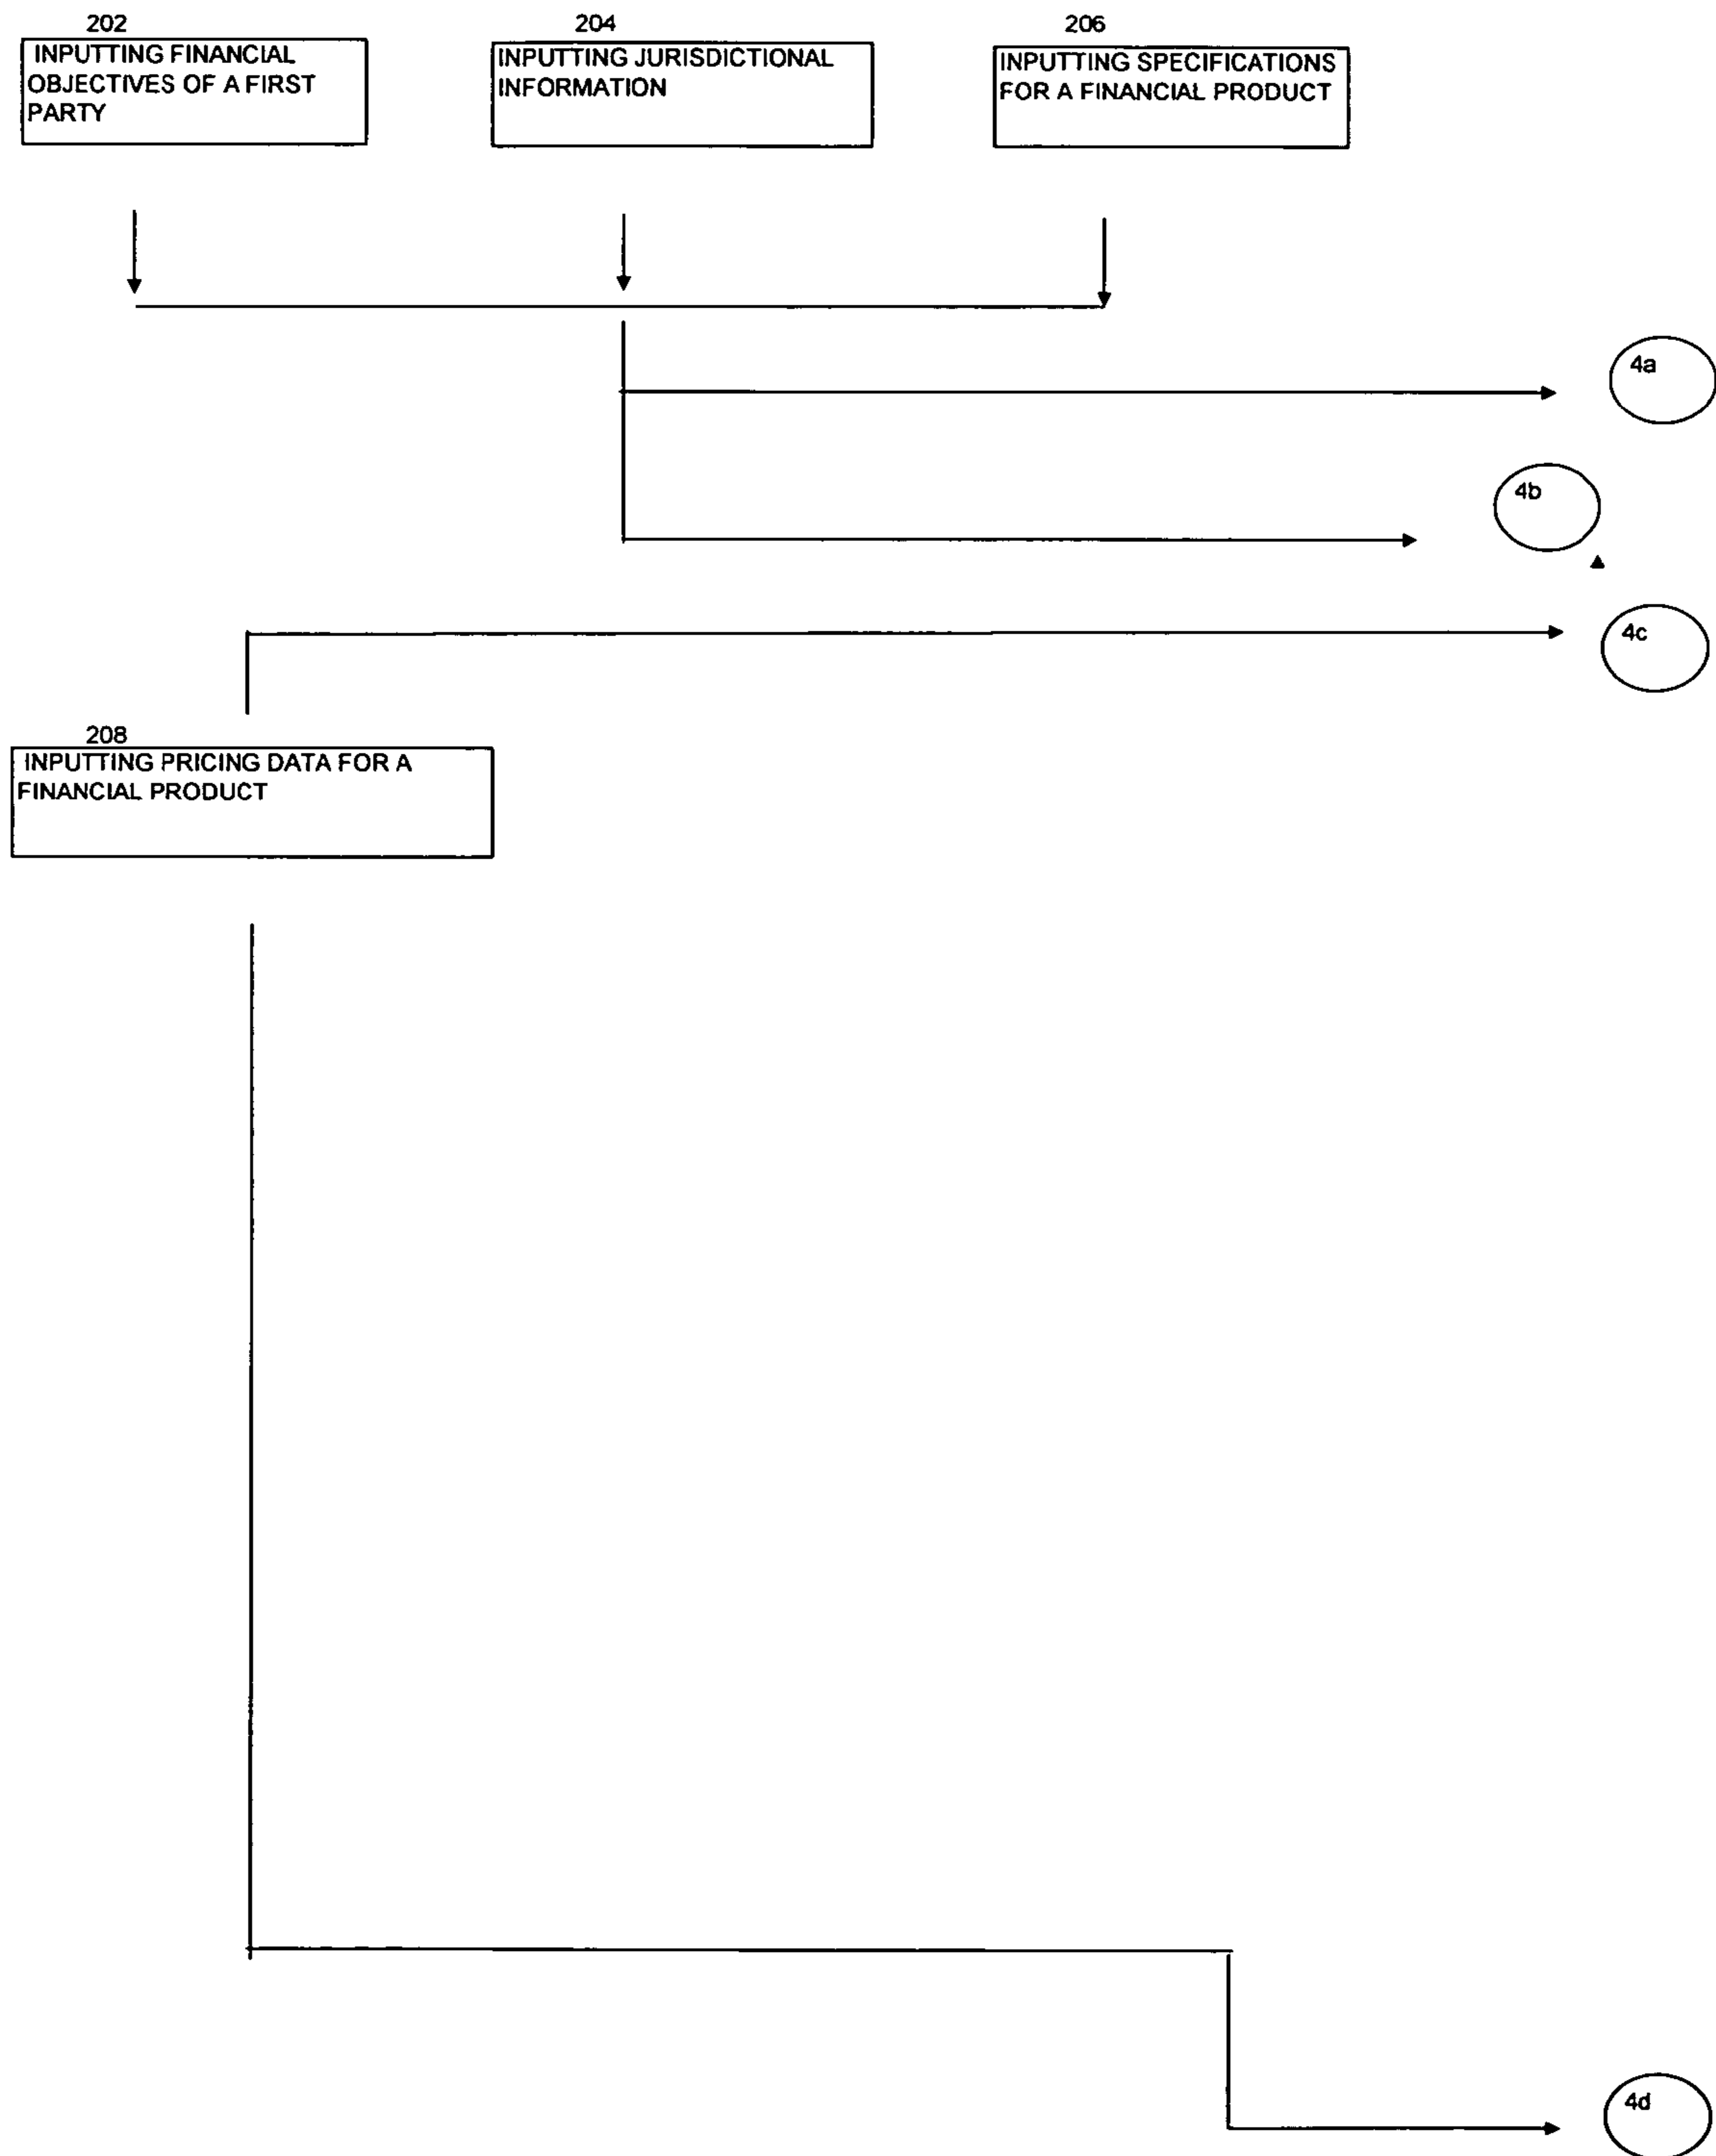 202
INPUTTING FINANCIAL
OBJECTIVES OF A FIRST
PARTY
204
INPUTTING JURISDICTIONAL
INFORMATION
206
INPUTTING SPECIFICATIONS
FOR A FINANCIAL PRODUCT
4a
4b
4c
208
INPUTTING PRICING DATA FOR A
FINANCIAL PRODUCT
4d